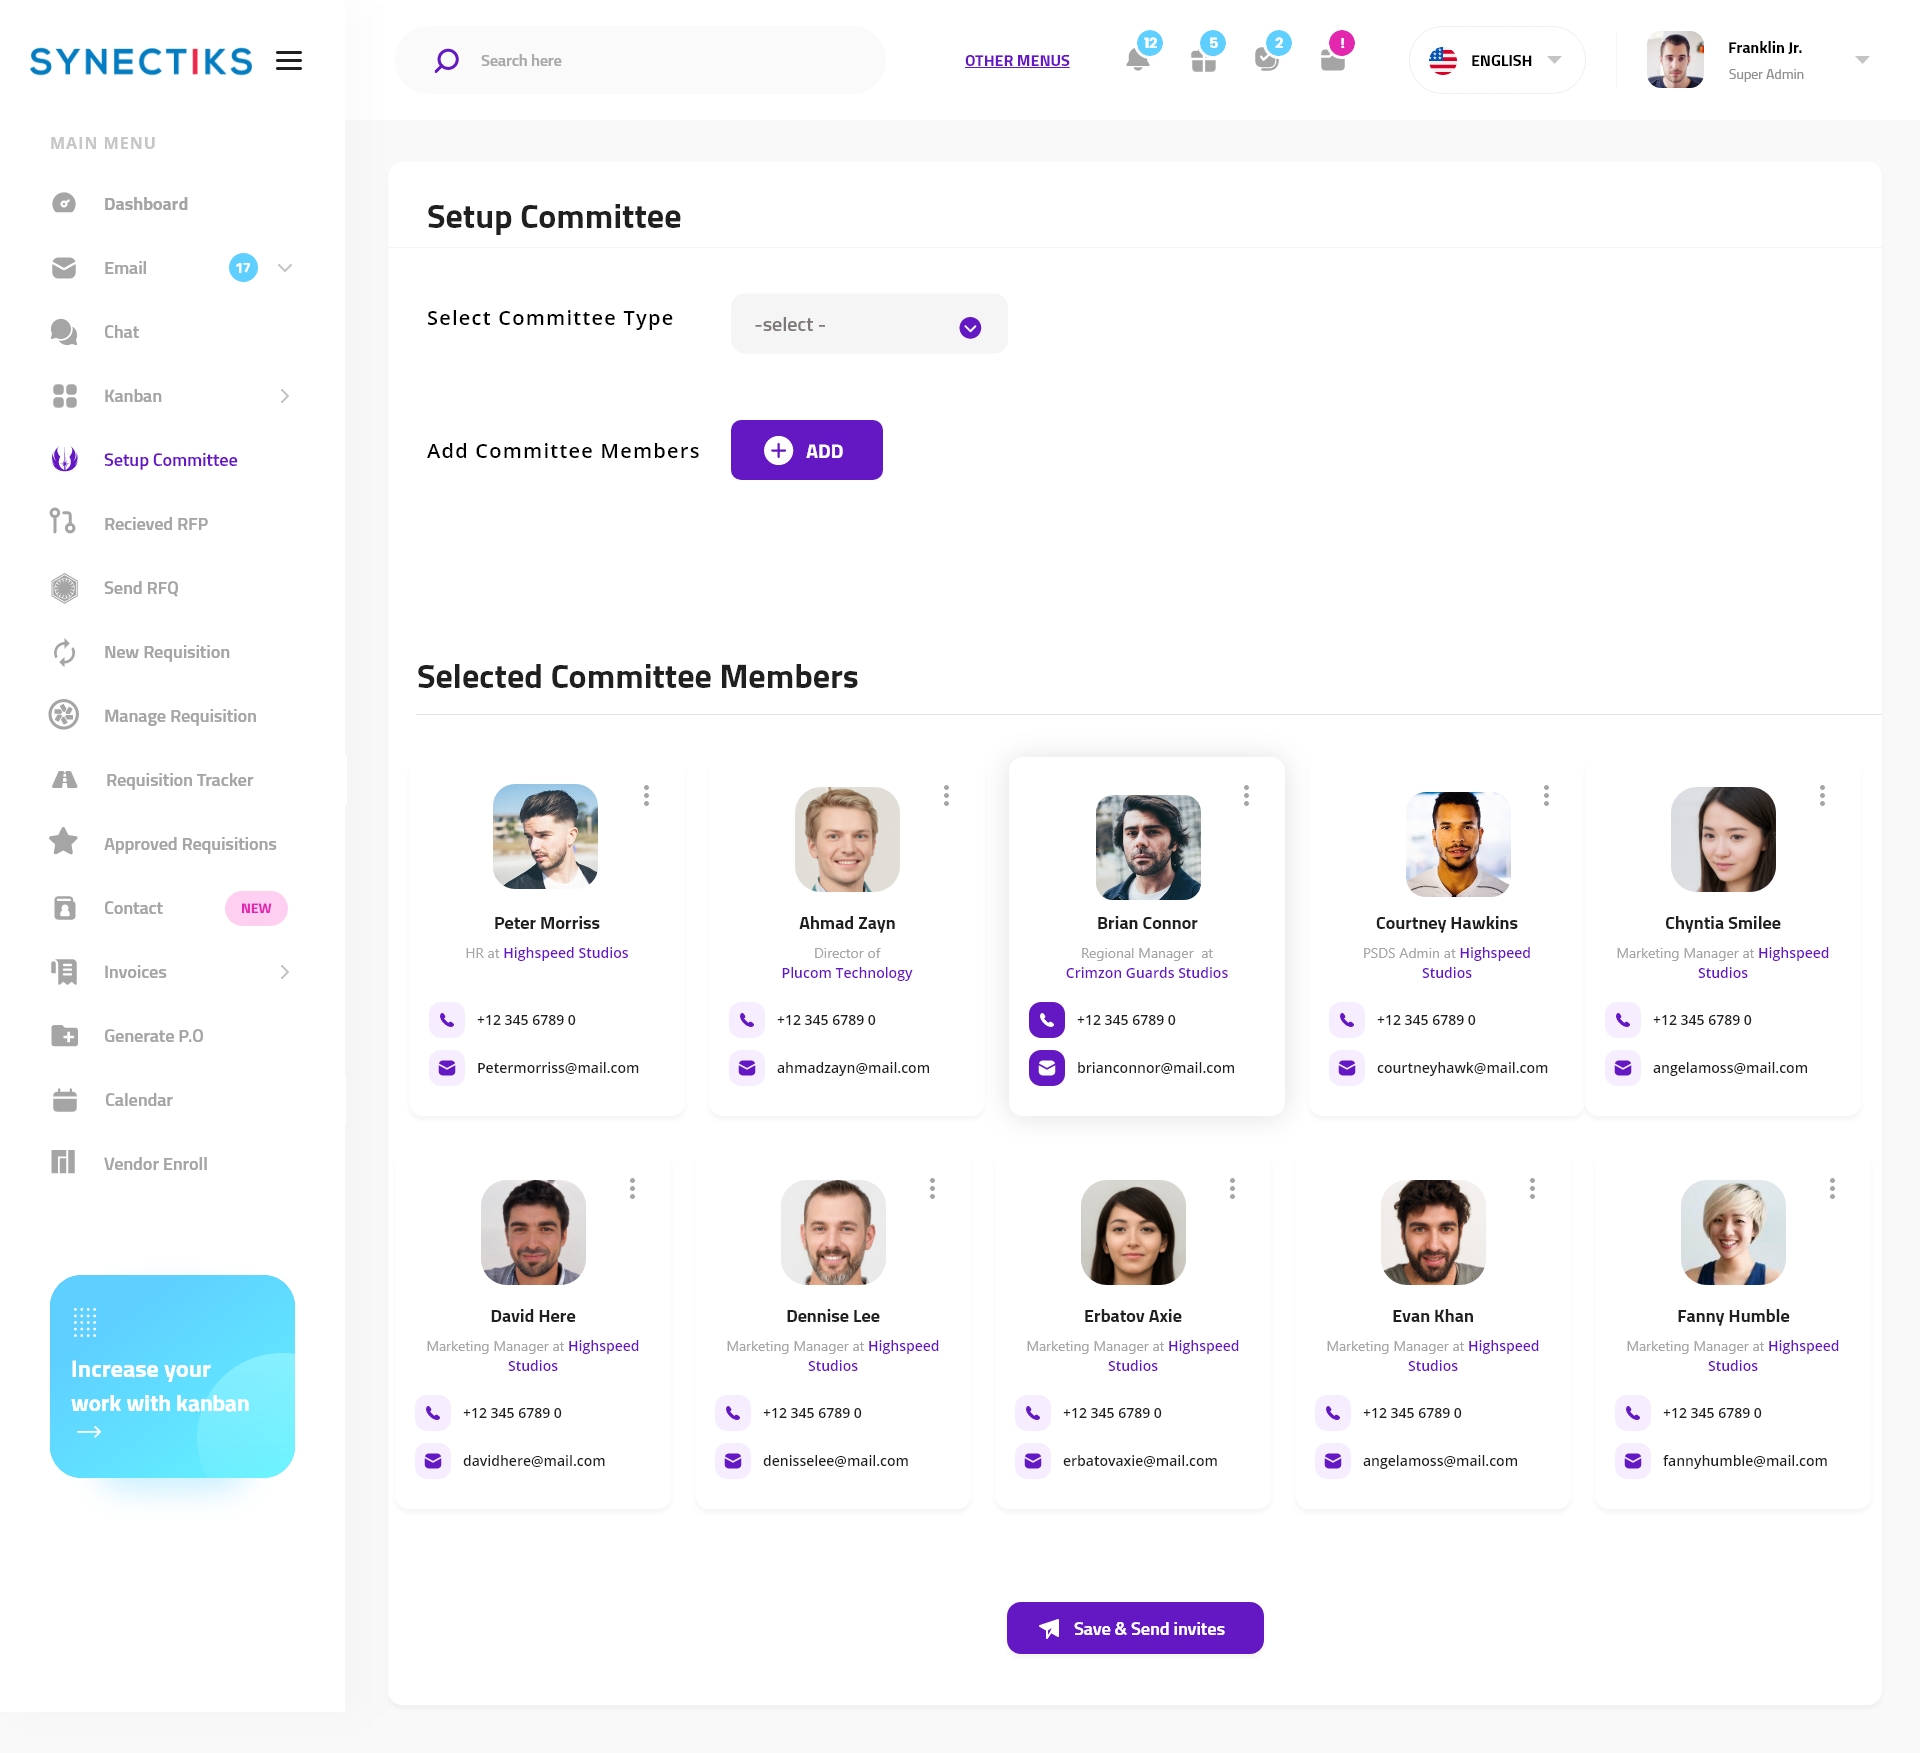 SYNECTIKS
Search here
OTHER MENUS
12
5
2
!
ENGLISH
Franklin Jr.
Super Admin
MAIN MENU
Dashboard
Email
17
Chat
Kanban
Setup Committee
Recieved RFP
Send RFQ
New Requisition
Manage Requisition
Requisition Tracker
Approved Requisitions
Contact
NEW
Invoices
Generate P.O
Calendar
Vendor Enroll
Increase your
work with kanban
Setup Committee
Select Committee Type
-select -
Add Committee Members
ADD
Selected Committee Members
Peter Morriss
HR at Highspeed Studios
+12 345 6789 0
Petermorriss@mail.com
Ahmad Zayn
Director of
Plucom Technology
+12 345 6789 0
ahmadzayn@mail.com
Brian Connor
Regional Manager at
Crimzon Guards Studios
+12 345 6789 0
brianconnor@mail.com
Courtney Hawkins
PSDS Admin at Highspeed
Studios
+12 345 6789 0
courtneyhawk@mail.com
Chyntia Smilee
Marketing Manager at Highspeed
Studios
+12 345 6789 0
angelamoss@mail.com
David Here
Marketing Manager at Highspeed
Studios
+12 345 6789 0
davidhere@mail.com
Dennise Lee
Marketing Manager at Highspeed
Studios
+12 345 6789 0
denisselee@mail.com
Erbatov Axie
Marketing Manager at Highspeed
Studios
+12 345 6789 0
erbatovaxie@mail.com
Evan Khan
Marketing Manager at Highspeed
Studios
+12 345 6789 0
angelamoss@mail.com
Fanny Humble
Marketing Manager at Highspeed
Studios
+12 345 6789 0
fannyhumble@mail.com
Save & Send invites